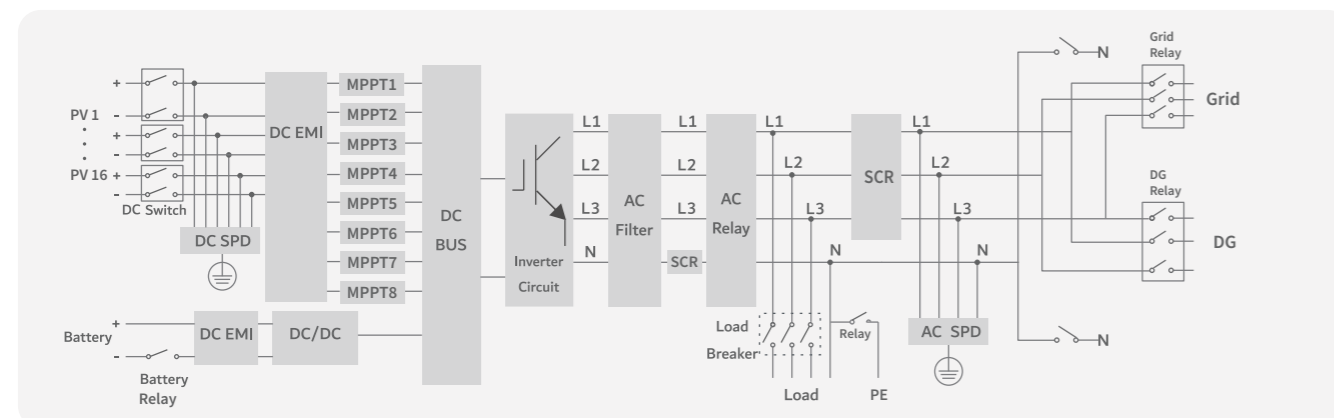 +
PV 1 -
+
-
PV 16 +
-
DC Switch
DC SPD
DC EMI
MPPT1
MPPT2
MPPT3
MPPT4
MPPT5
MPPT6
MPPT7
MPPT8
Battery
+
-
Battery
Relay
DC EMI
DC/DC
DC
BUS
Inverter
Circuit
L1
L2
L3
N
AC
Filter
L1
L2
L3
SCR
AC
Relay
L1
L2
L3
N
Load
Breaker
Load
Relay
PE
SCR
L1
L2
L3
N
AC SPD
N
N
Grid
Relay
Grid
DG
Relay
DG